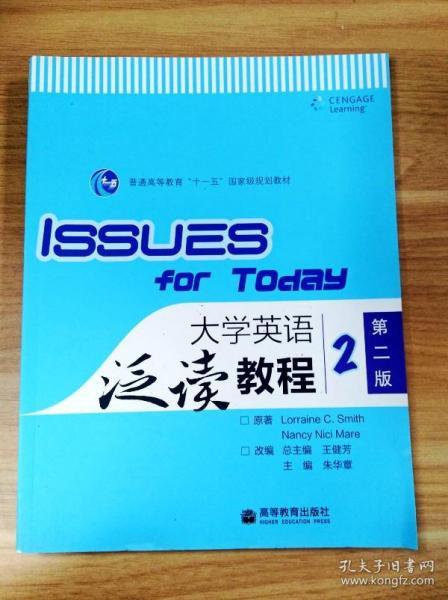 CENGAGE
Learning
普通高等教育“十一五”国家级规划教材
ISSUES
for Today
大学英语
泛读教程
2
第二版
原著 Lorraine C. Smith
Nancy Nici Mare
改编 总主编 王健芳
主编 朱华章
高等教育出版社
HIGHER EDUCATION PRESS
孔夫子旧书网
www.kongfz.com